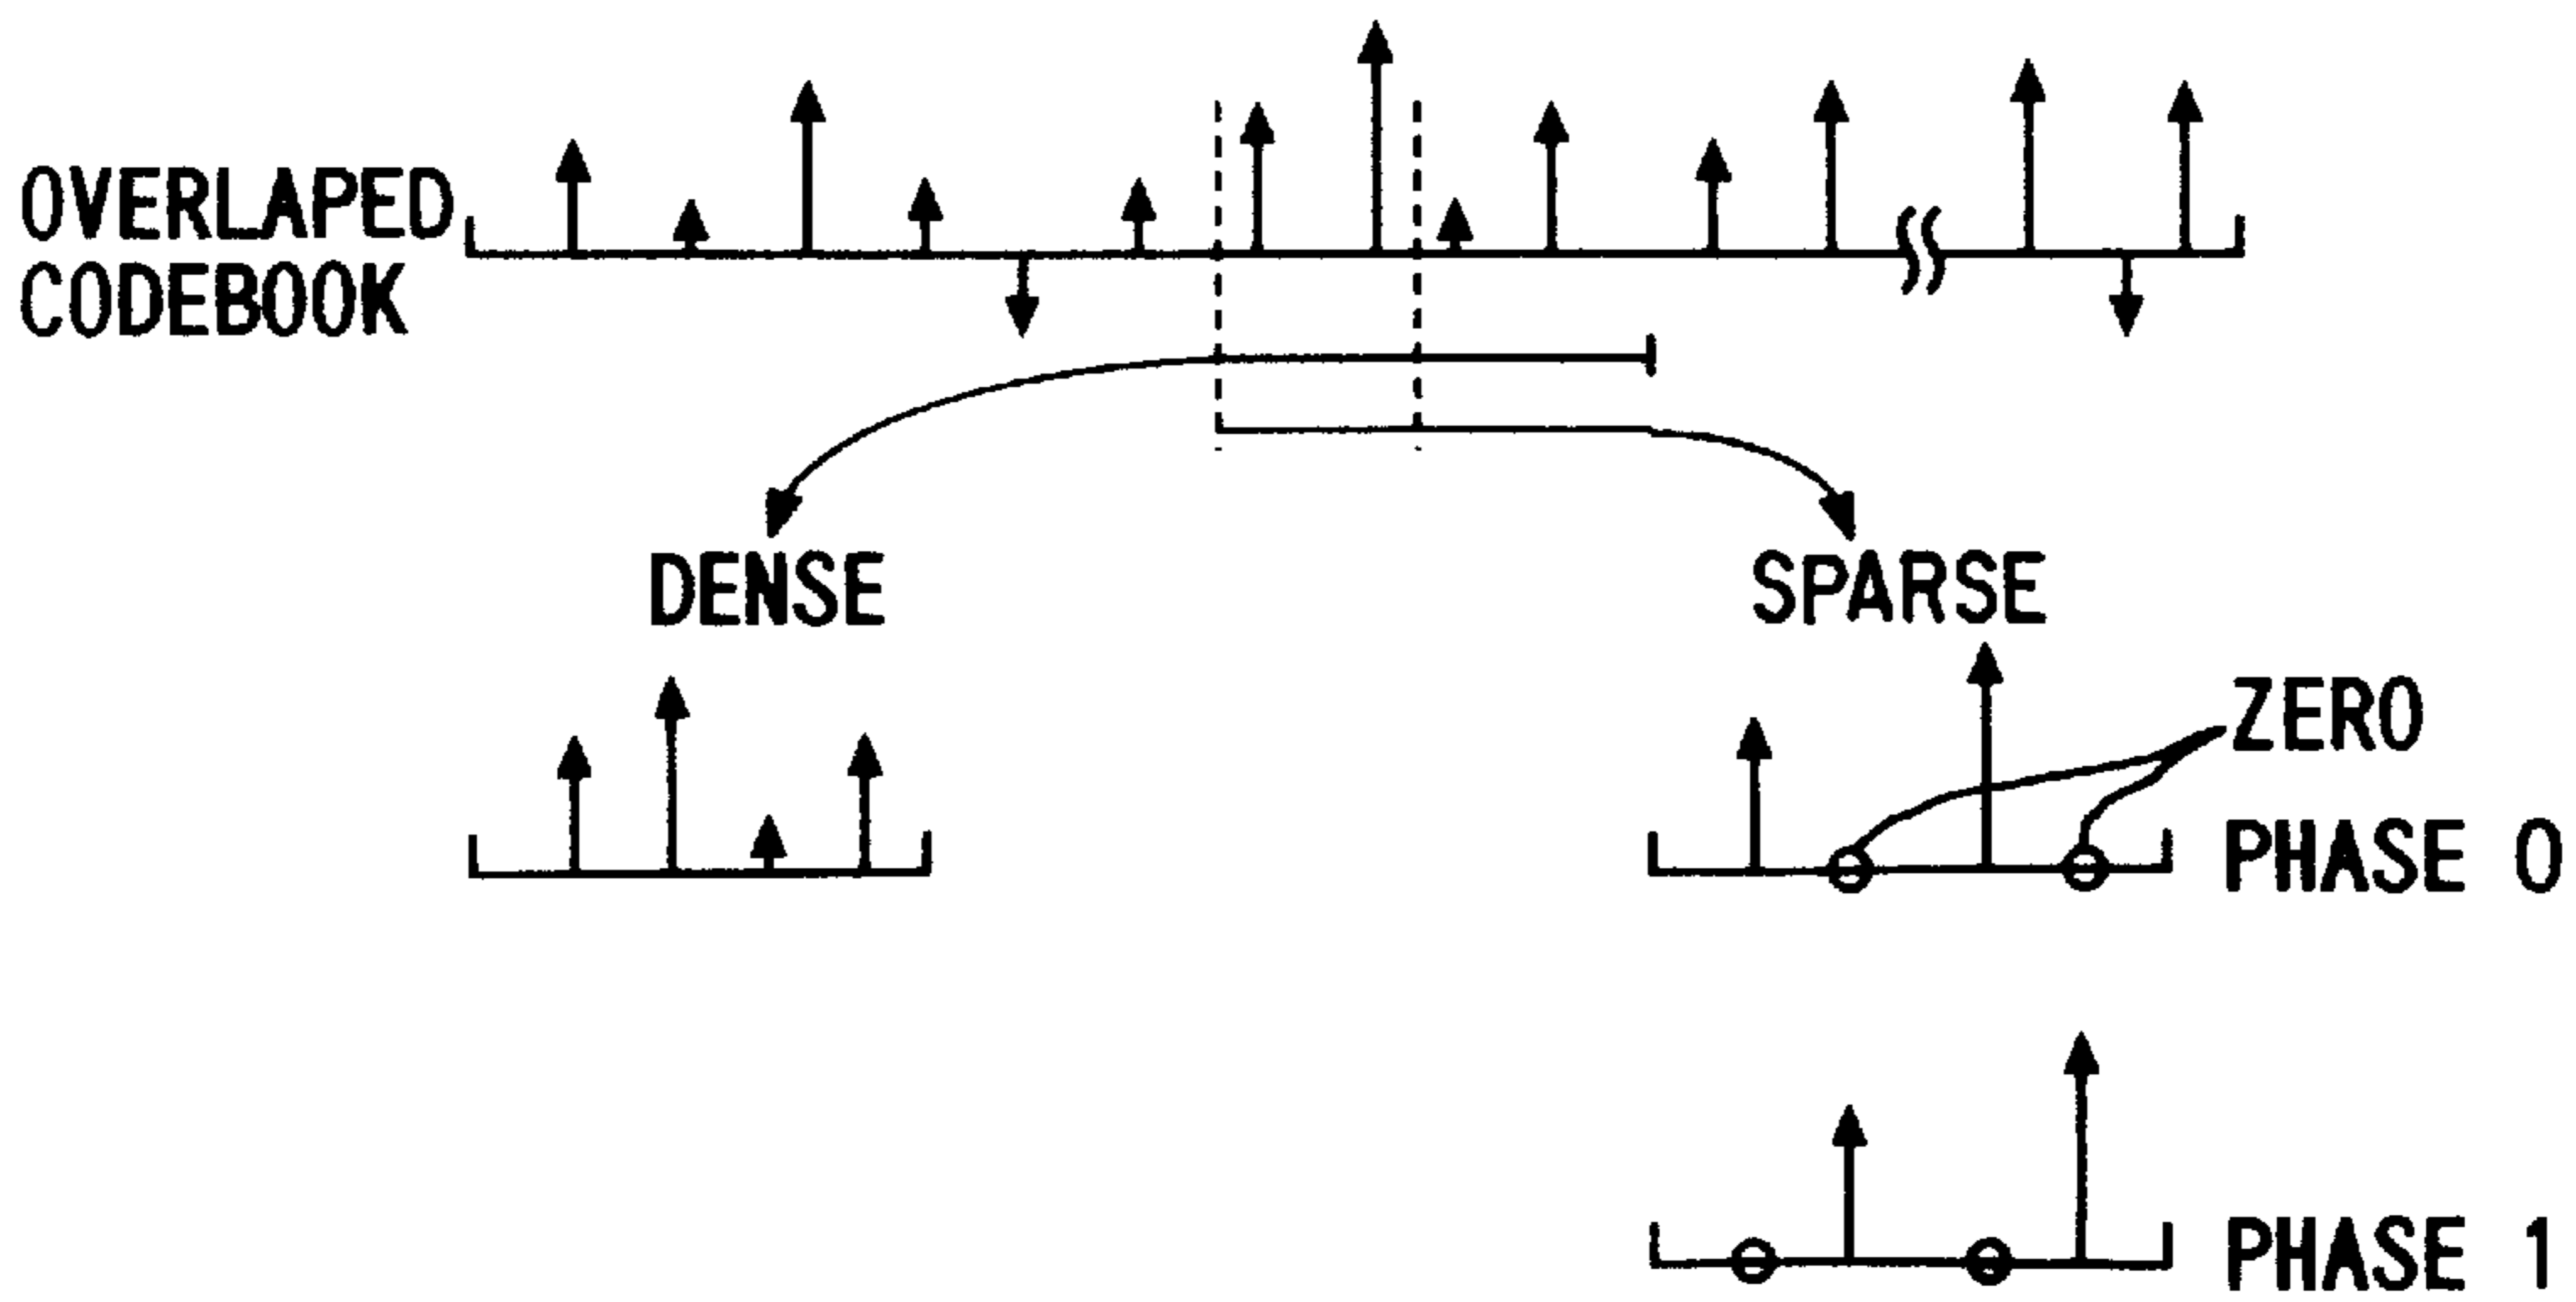 OVERLAPED
CODEBOOK
DENSE
SPARSE
ZERO
PHASE 0
PHASE 1